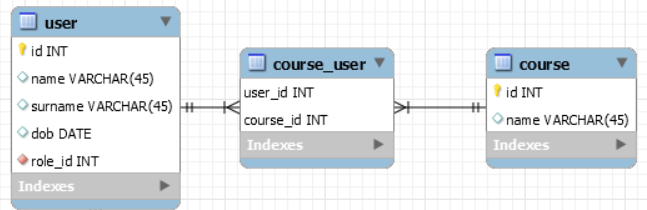 user
id INT
name VARCHAR(45)
surname VARCHAR(45)
dob DATE
role_id INT
Indexes
course_user
user_id INT
course_id INT
Indexes
course
id INT
name VARCHAR(45)
Indexes